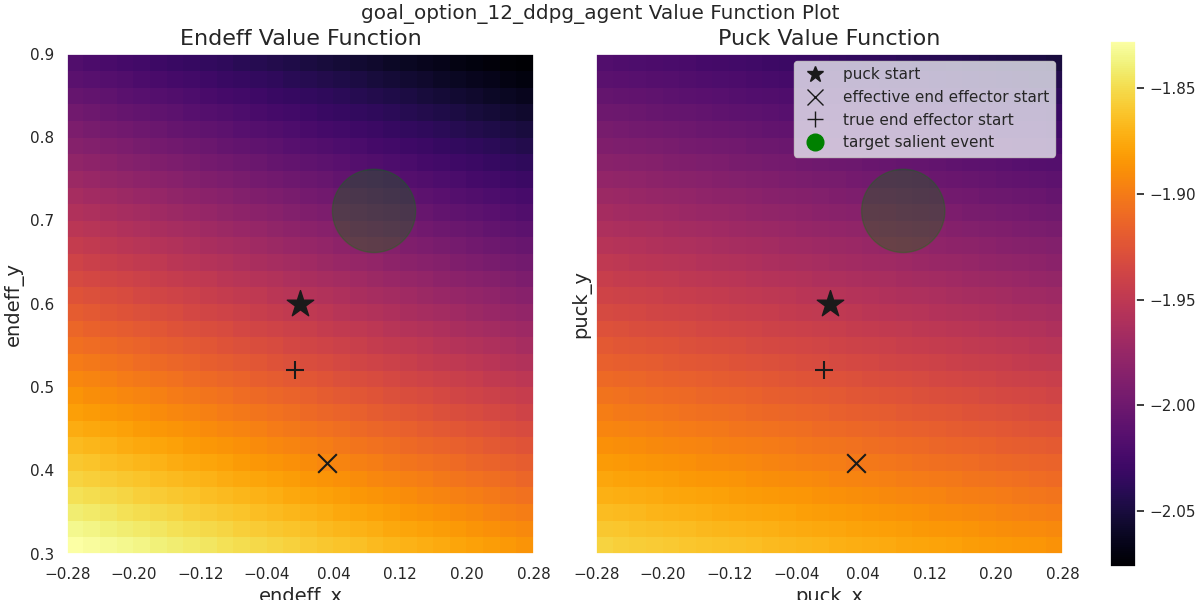 goal_option_12_ddpg_agent Value Function Plot
Endeff Value Function
Puck Value Function
puck start
effective end effector start
true end effector start
target salient event
endeff_y
0.9
0.8
0.7
0.6
0.5
0.4
0.3
−0.28 −0.20 −0.12 −0.04 0.04 0.12 0.20 0.28
endeff_x
puck_y
−0.28 −0.20 −0.12 −0.04 0.04 0.12 0.20 0.28
puck_x
−1.85
−1.90
−1.95
−2.00
−2.05